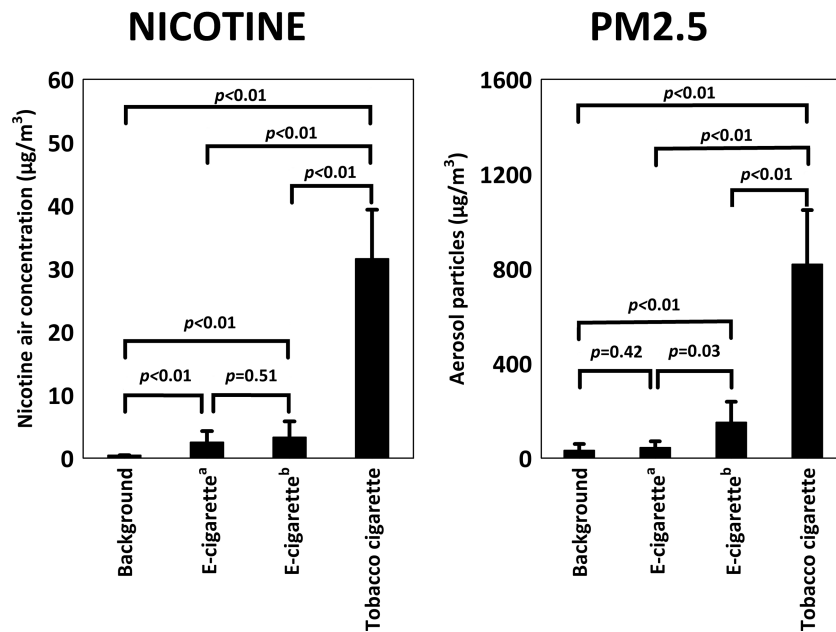 NICOTINE
Nicotine air concentration (µg/m³)
60
50
40
30
20
10
0
p<0.01
p<0.01
p<0.01
p<0.01
p<0.01
p=0.51
Background
E-cigaretteᵃ
E-cigaretteᵇ
Tobacco cigarette
PM2.5
Aerosol particles (µg/m³)
1600
1200
800
400
0
p<0.01
p<0.01
p<0.01
p<0.01
p=0.42
p=0.03
Background
E-cigaretteᵃ
E-cigaretteᵇ
Tobacco cigarette